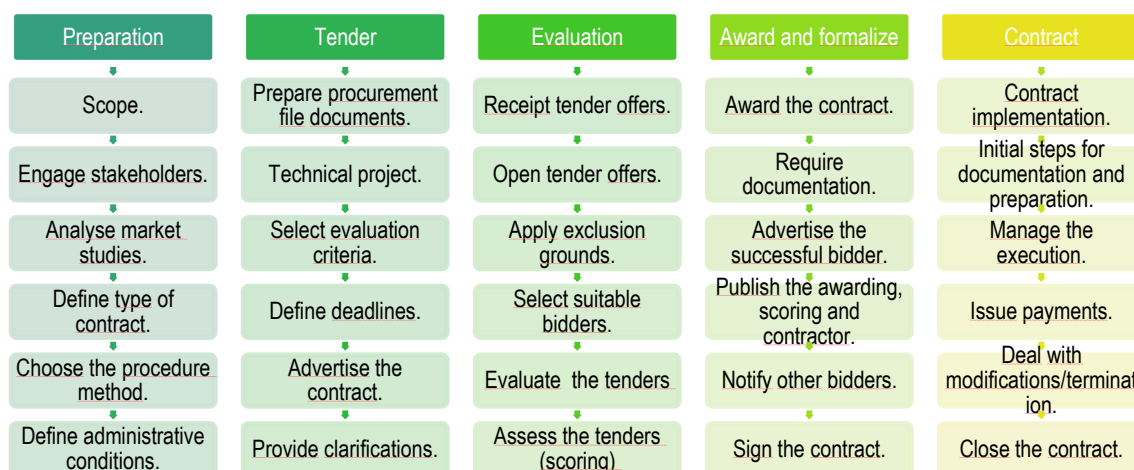 Preparation
Scope.
Engage stakeholders.
Analyse market
studies.
Define type of
contract.
Choose the procedure
method.
Define administrative
conditions.
Tender
Prepare procurement
file documents.
Technical project.
Select evaluation
criteria.
Define deadlines.
Advertise the
contract.
Provide clarifications.
Evaluation
Receipt tender offers.
Open tender offers.
Apply exclusion
grounds.
Select suitable
bidders.
Evaluate the tenders
Assess the tenders
(scoring)
Award and formalize
Award the contract.
Require
documentation.
Advertise the
successful bidder.
Publish the awarding,
scoring and
contractor.
Notify other bidders.
Sign the contract.
Contract
Contract
implementation.
Initial steps for
documentation and
preparation.
Manage the
execution.
Issue payments.
Deal with
modifications/terminat
ion.
Close the contract.